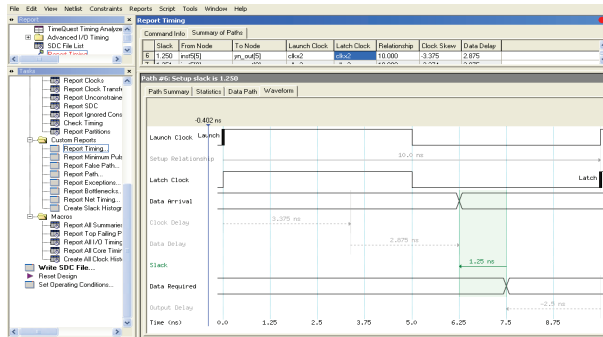 File Edit View Netlist Constraints Reports Script Tools Window Help
Report
TimeQuest Timing Analyze
Advanced I/O Timing
SDC File List
Report Timing
Tasks
Report Clocks
Report Clock Transfe
Report Unconstraine
Report SDC
Report Ignored Cons
Check Timing
Report Partitions
Custom Reports
Report Timing...
Report Minimum Puls
Report False Path...
Report Path...
Report Exceptions...
Report Bottlenecks...
Report Net Timing...
Create Slack Histogr
Macros
Report All Summaries
Report Top Failing P
Report All I/O Timing
Report All Core Timin
Create All Clock Hist
Write SDC File...
Reset Design
Set Operating Conditions...
Report Timing
Command Info Summary of Paths
Slack From Node To Node Launch Clock Latch Clock Relationship Clock Skew Data Delay
6 1.250 inst5[5] yn_out[5] clkx2 clkx2 10.000 -3.375 2.875
Path #6: Setup slack is 1.250
Path Summary Statistics Data Path Waveform
-0.402 ns
Launch Clock Launch
Setup Relationship 10.0 ns
Latch Clock Latch
Data Arrival
Clock Delay 3.375 ns
Data Delay 2.875 ns
Slack 1.25 ns
Data Required
Output Delay -2.5 ns
Time (ns) 0.0 1.25 2.5 3.75 5.0 6.25 7.5 8.75